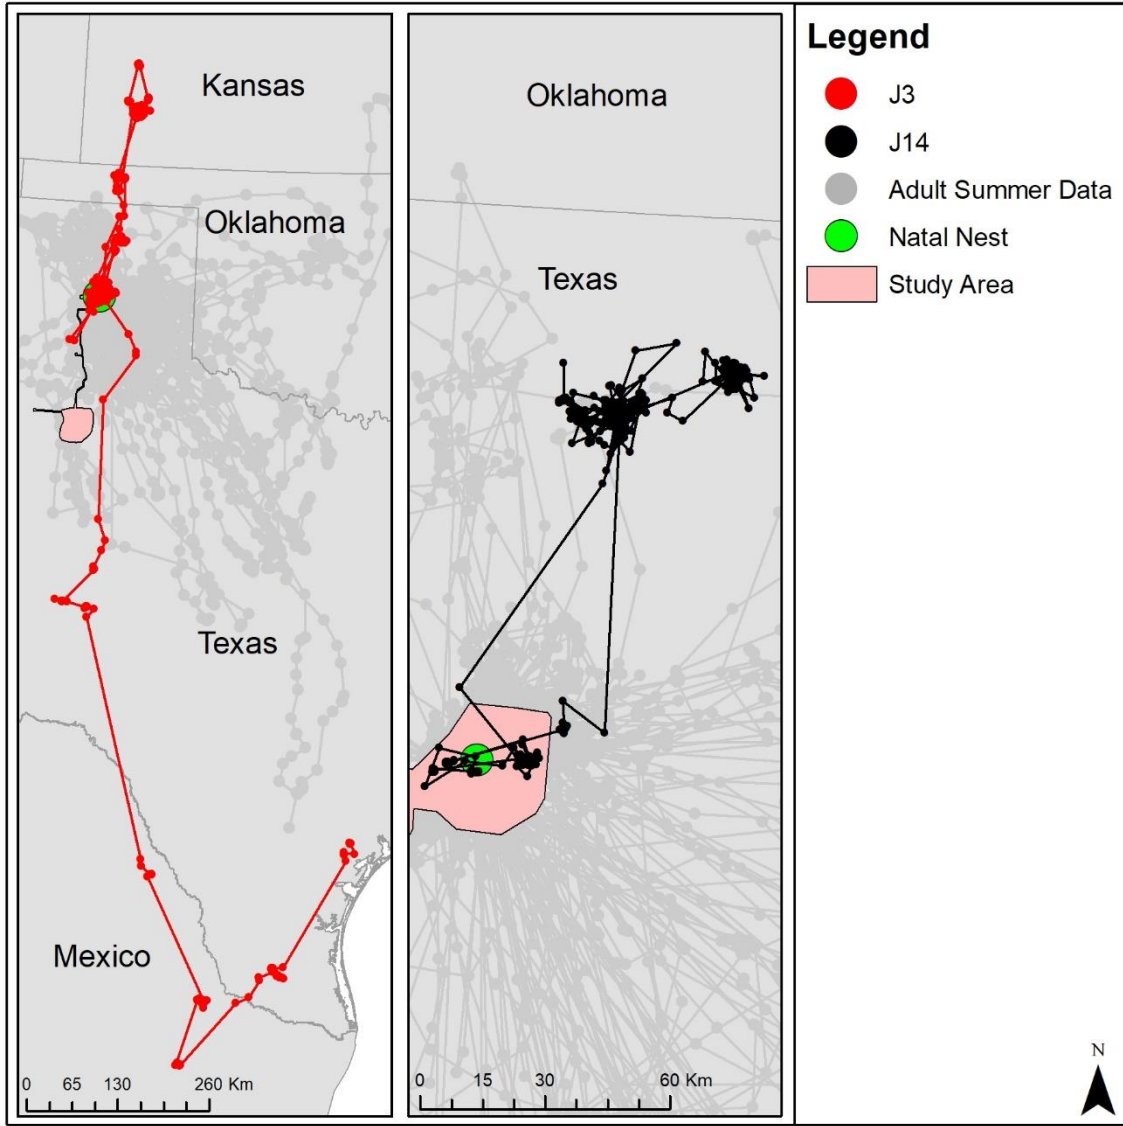 Kansas
Oklahoma
Texas
Mexico
0 65 130 260 Km
Oklahoma
Texas
0 15 30 60 Km
Legend
J3
J14
Adult Summer Data
Natal Nest
Study Area
N